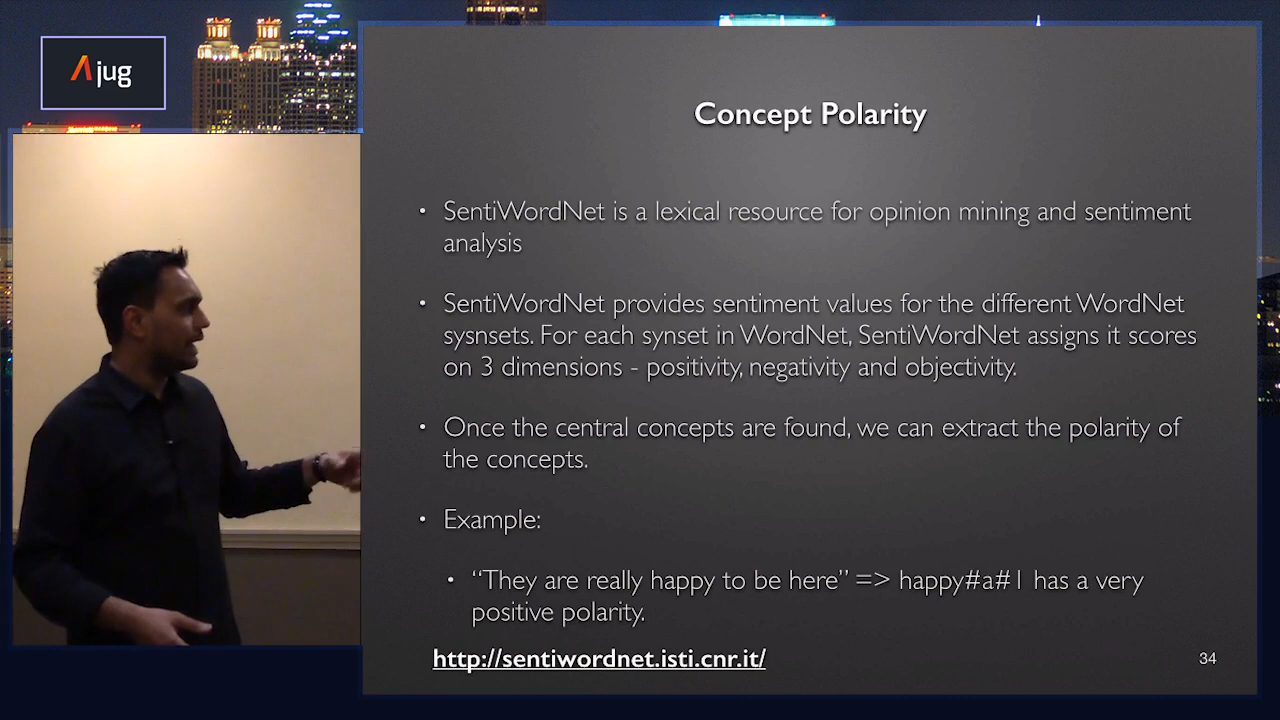 Λjug
Concept Polarity
• SentiWordNet is a lexical resource for opinion mining and sentiment
analysis
• SentiWordNet provides sentiment values for the different WordNet
sysnsets. For each synset in WordNet, SentiWordNet assigns it scores
on 3 dimensions - positivity, negativity and objectivity.
• Once the central concepts are found, we can extract the polarity of
the concepts.
• Example:
• “They are really happy to be here” => happy#a#1 has a very
positive polarity.
http://sentiwordnet.isti.cnr.it/
34